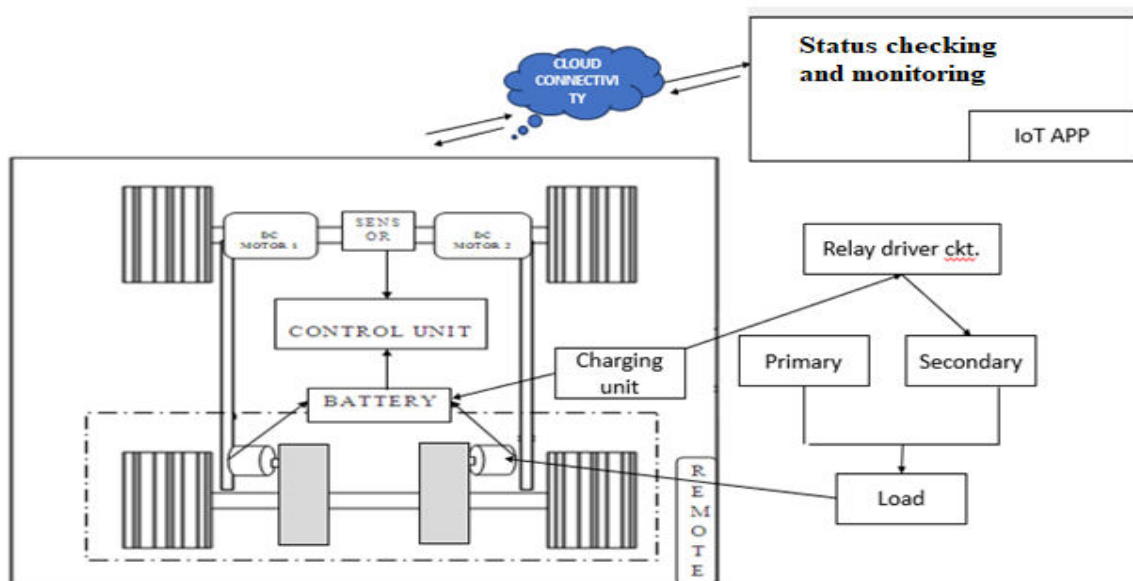 CLOUD
CONNECTIVI
TY
Status checking
and monitoring
IoT APP
DC
MOTOR 1
SENS
OR
DC
MOTOR 2
CONTROL UNIT
BATTERY
Charging
unit
Relay driver ckt.
Primary
Secondary
Load
R
E
M
O
T
E